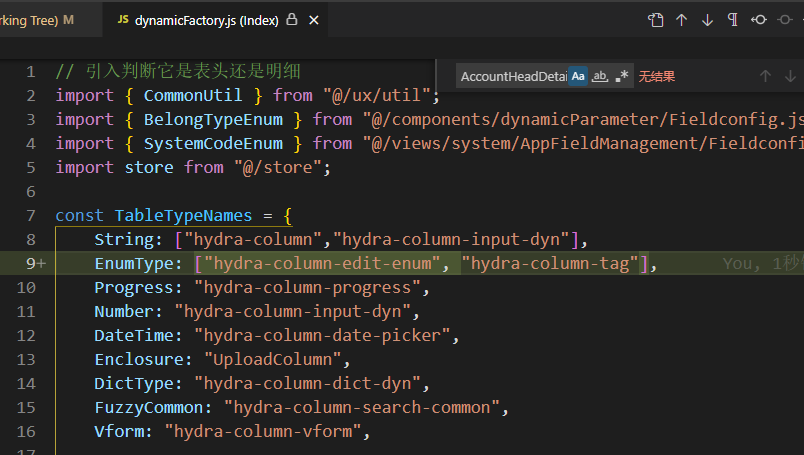 rking Tree) M
JS dynamicFactory.js (Index)
AccountHeadDetai Aa ab, .* 无结果
1 // 引入判断它是表头还是明细
2 import { CommonUtil } from "@/ux/util";
3 import { BelongTypeEnum } from "@/components/dynamicParameter/Fieldconfig.js
4 import { SystemCodeEnum } from "@/views/system/AppFieldManagement/Fieldconfi
5 import store from "@/store";
6
7 const TableTypeNames = {
8 String: ["hydra-column","hydra-column-input-dyn"],
9+ EnumType: ["hydra-column-edit-enum", "hydra-column-tag"], You, 1秒
10 Progress: "hydra-column-progress",
11 Number: "hydra-column-input-dyn",
12 DateTime: "hydra-column-date-picker",
13 Enclosure: "UploadColumn",
14 DictType: "hydra-column-dict-dyn",
15 FuzzyCommon: "hydra-column-search-common",
16 Vform: "hydra-column-vform",